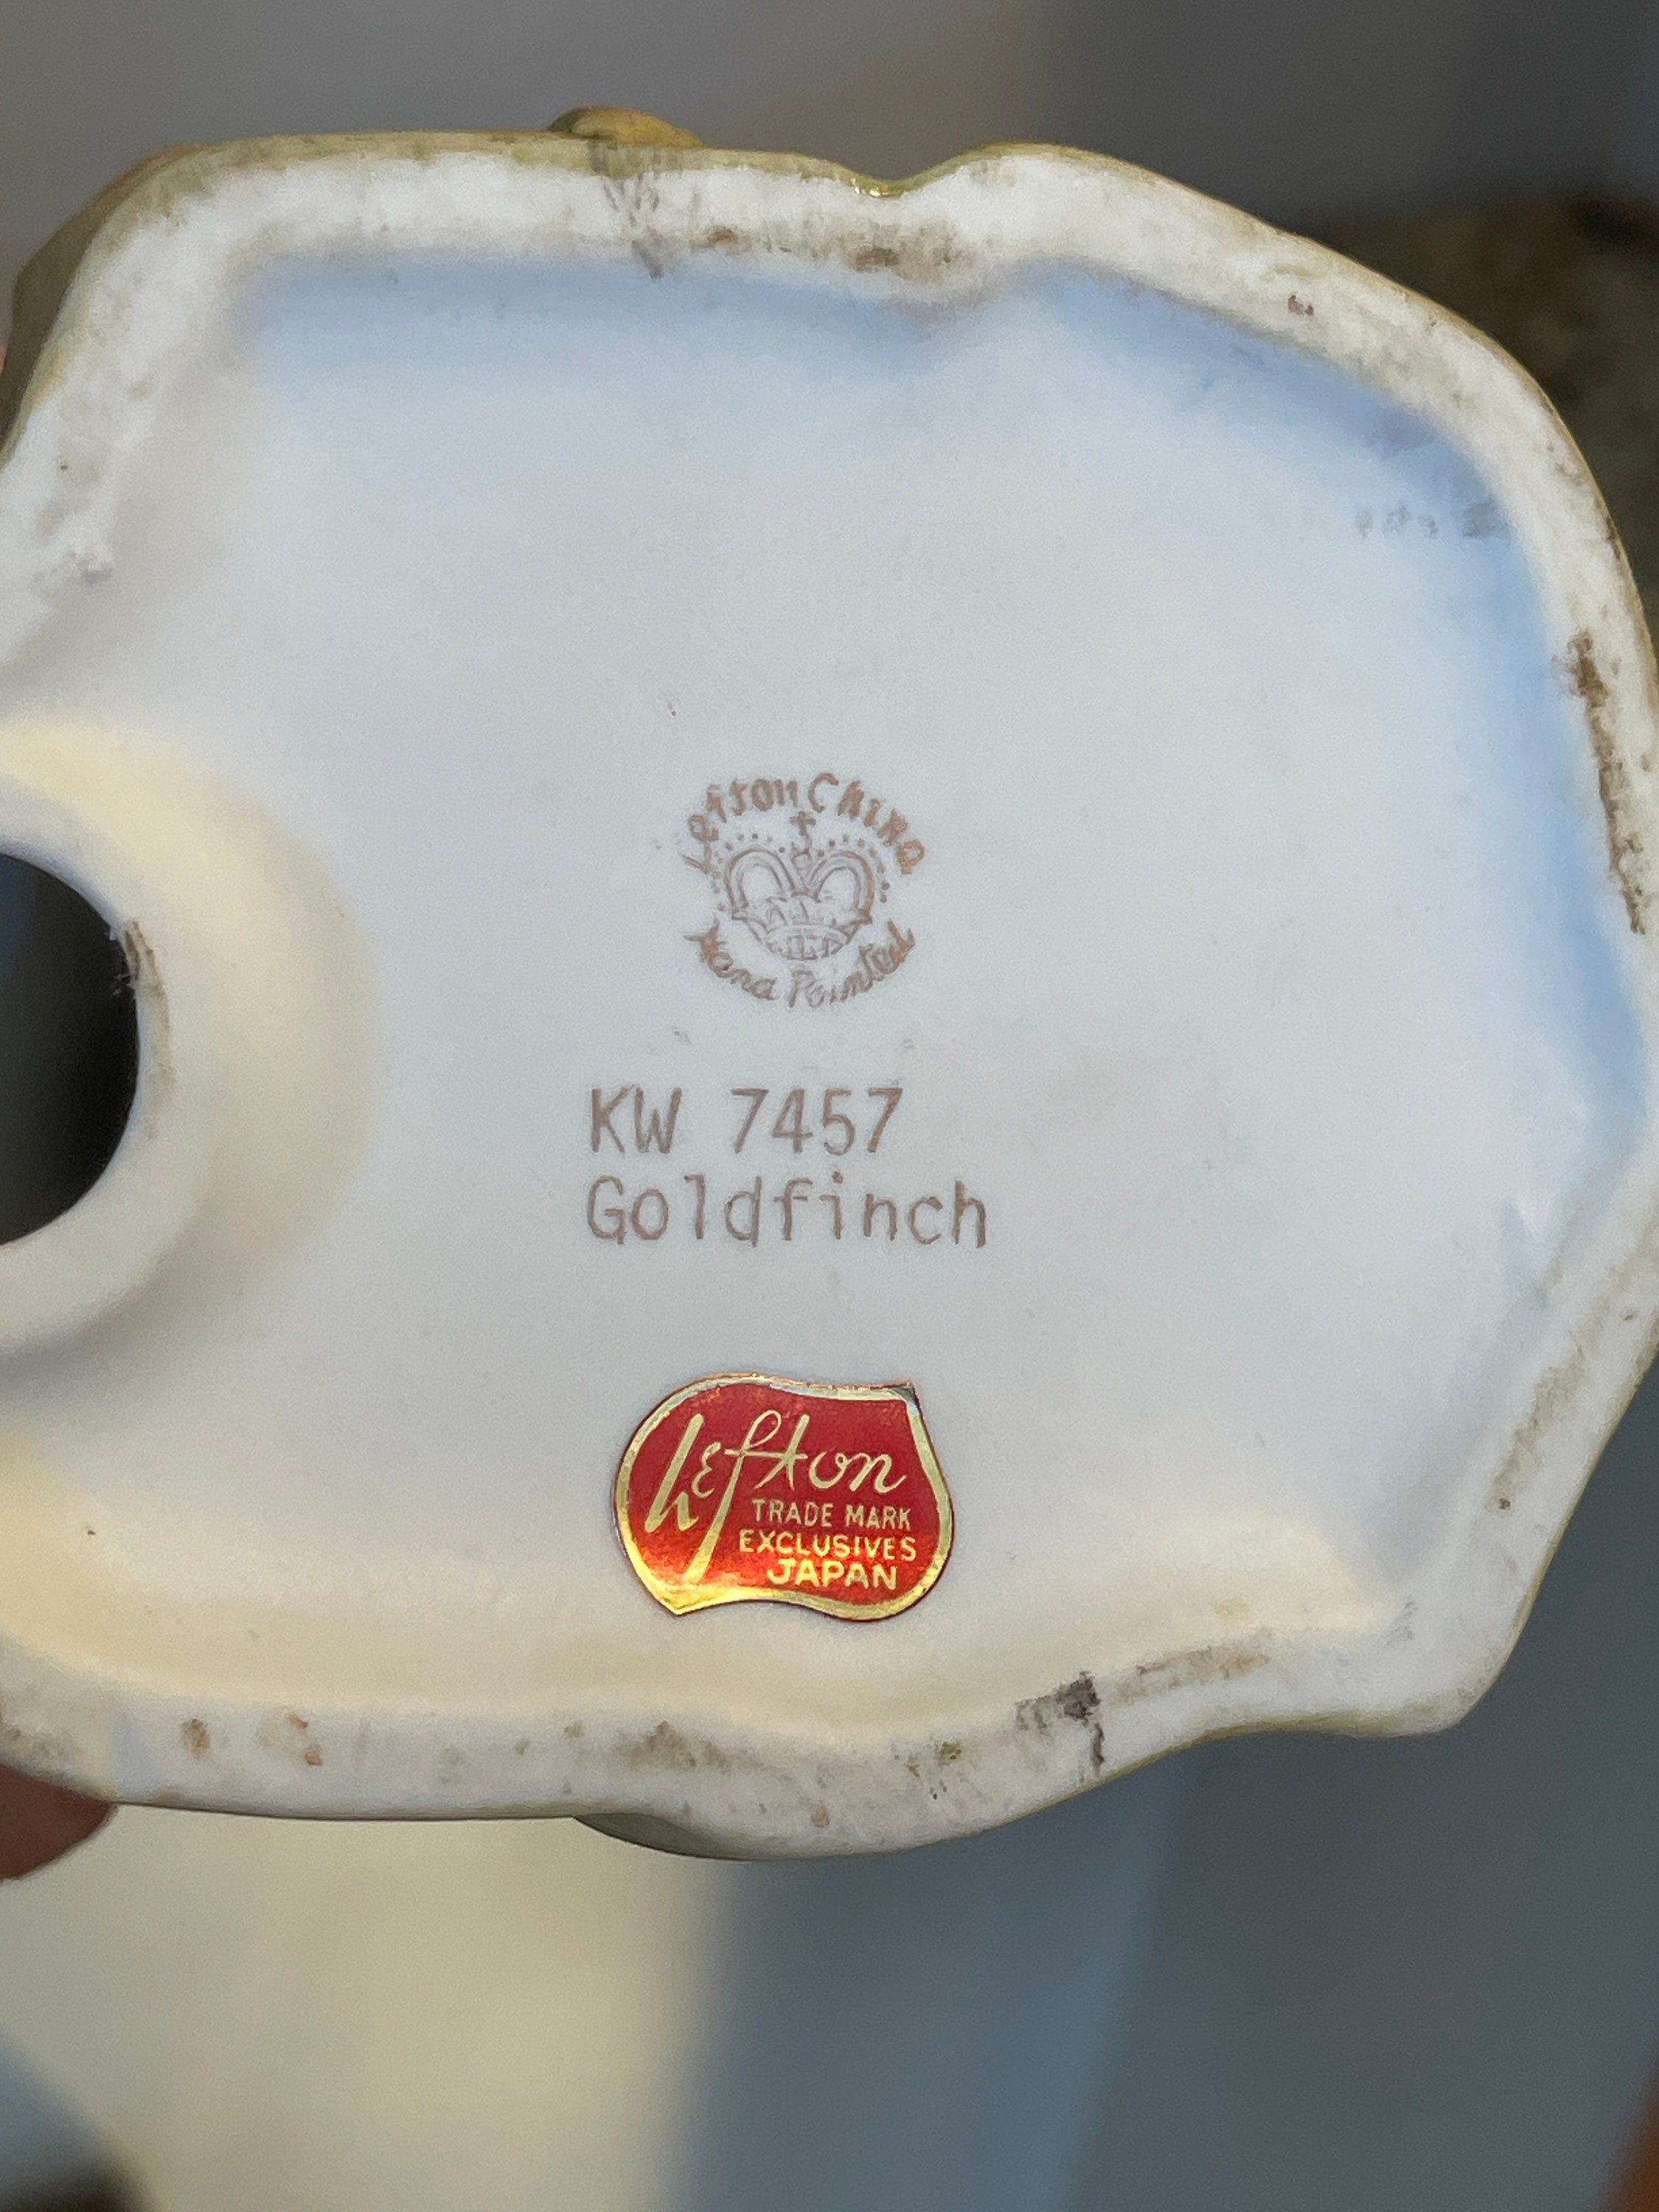 Lefton China
Hand Painted
KW 7457
Goldfinch
Lefton
TRADE MARK
EXCLUSIVES
JAPAN